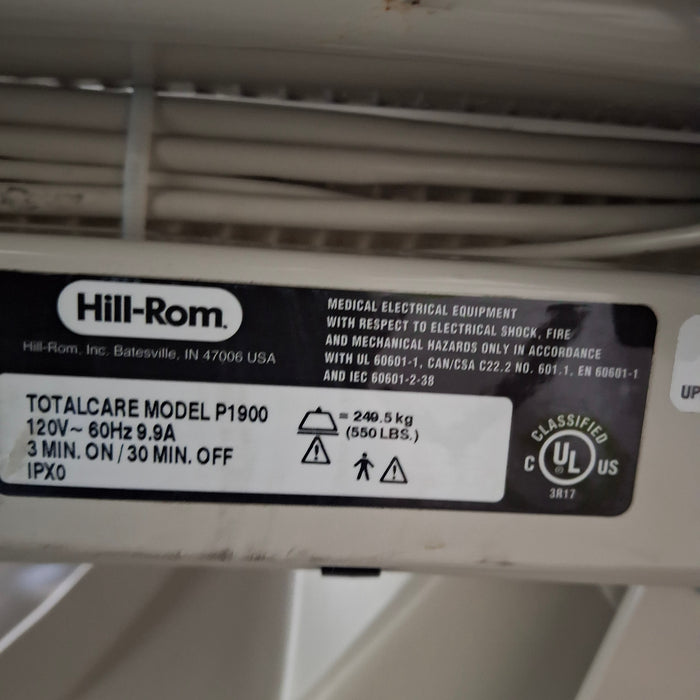 Hill-Rom.
Hill-Rom, Inc. Batesville, IN 47006 USA
MEDICAL ELECTRICAL EQUIPMENT
WITH RESPECT TO ELECTRICAL SHOCK, FIRE
AND MECHANICAL HAZARDS ONLY IN ACCORDANCE
WITH UL 60601-1, CAN/CSA C22.2 NO. 601.1, EN 60601-1
AND IEC 60601-2-38
TOTALCARE MODEL P1900
120V~ 60Hz 9.9A
3 MIN. ON / 30 MIN. OFF
IPX0
= 249.5 kg
(550 LBS.)
CLASSIFIED
C UL US
3R17
UP